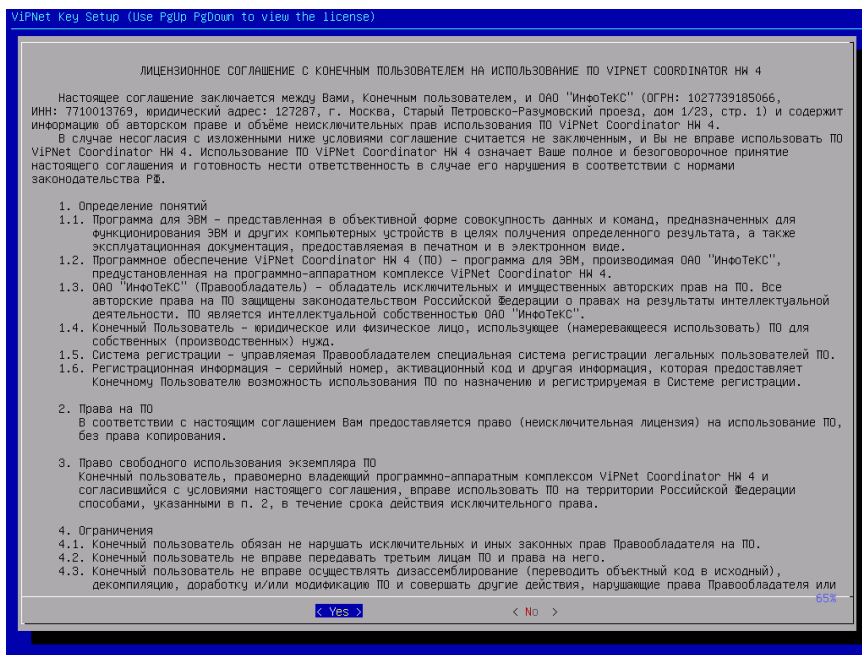 ViPNet Key Setup (Use PgUp PgDown to view the license)
ЛИЦЕНЗИОННОЕ СОГЛАШЕНИЕ С КОНЕЧНЫМ ПОЛЬЗОВАТЕЛЕМ НА ИСПОЛЬЗОВАНИЕ ПО VIPNET COORDINATOR HW 4
Настоящее соглашение заключается между Вами, Конечным пользователем, и ОАО "ИнфоТеКС" (ОГРН: 1027739185066,
ИНН: 7710013769, юридический адрес: 127287, г. Москва, Старый Петровско-Разумовский проезд, дом 1/23, стр. 1) и содержит
информацию об авторском праве и объёме неисключительных прав использования ПО ViPNet Coordinator HW 4.
В случае несогласия с изложенными ниже условиями соглашение считается не заключенным, и Вы не вправе использовать ПО
ViPNet Coordinator HW 4. Использование ПО ViPNet Coordinator HW 4 означает Ваше полное и безоговорочное принятие
настоящего соглашения и готовность нести ответственность в случае его нарушения в соответствии с нормами
законодательства РФ.
1. Определение понятий
1.1. Программа для ЭВМ – представленная в объективной форме совокупность данных и команд, предназначенных для
функционирования ЭВМ и других компьютерных устройств в целях получения определенного результата, а также
эксплуатационная документация, предоставляемая в печатном и в электронном виде.
1.2. Программное обеспечение ViPNet Coordinator HW 4 (ПО) – программа для ЭВМ, производимая ОАО "ИнфоТеКС",
предустановленная на программно-аппаратном комплексе ViPNet Coordinator HW 4.
1.3. ОАО "ИнфоТеКС" (Правообладатель) – обладатель исключительных и имущественных авторских прав на ПО. Все
авторские права на ПО защищены законодательством Российской Федерации о правах на результаты интеллектуальной
деятельности. ПО является интеллектуальной собственностью ОАО "ИнфоТеКС".
1.4. Конечный Пользователь – юридическое или физическое лицо, использующее (намеревающееся использовать) ПО для
собственных (производственных) нужд.
1.5. Система регистрации – управляемая Правообладателем специальная система регистрации легальных пользователей ПО.
1.6. Регистрационная информация – серийный номер, активационный код и другая информация, которая предоставляет
Конечному Пользователю возможность использования ПО по назначению и регистрируемая в Системе регистрации.
2. Права на ПО
В соответствии с настоящим соглашением Вам предоставляется право (неисключительная лицензия) на использование ПО,
без права копирования.
3. Право свободного использования экземпляра ПО
Конечный пользователь, правомерно владеющий программно-аппаратным комплексом ViPNet Coordinator HW 4 и
согласившийся с условиями настоящего соглашения, вправе использовать ПО на территории Российской Федерации
способами, указанными в п. 2, в течение срока действия исключительного права.
4. Ограничения
4.1. Конечный пользователь обязан не нарушать исключительных и иных законных прав Правообладателя на ПО.
4.2. Конечный пользователь не вправе передавать третьим лицам ПО и права на него.
4.3. Конечный пользователь не вправе осуществлять дизассемблирование (переводить объектный код в исходный),
декомпиляцию, доработку и/или модификацию ПО и совершать другие действия, нарушающие права Правообладателя или
65%
< Yes > < No >